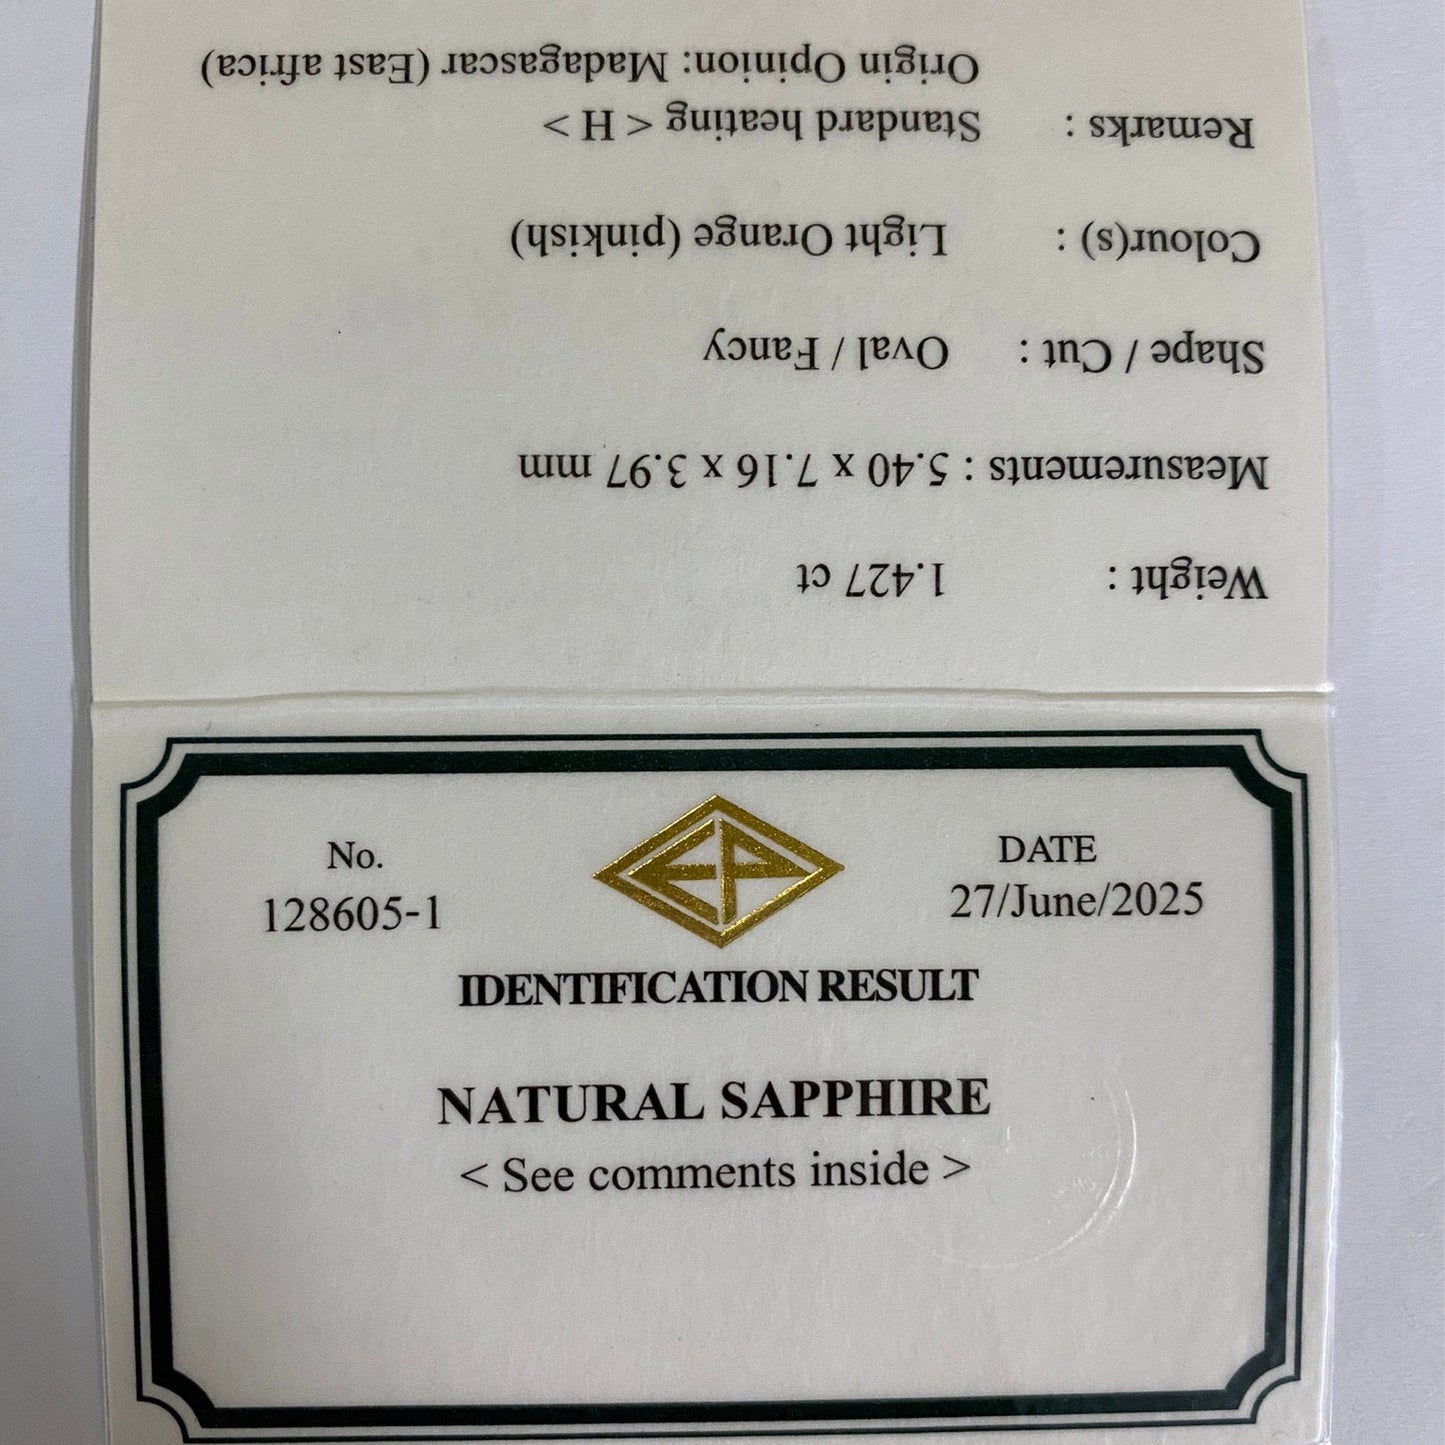 No.
128605-1
EP
DATE
27/June/2025
IDENTIFICATION RESULT
NATURAL SAPPHIRE
< See comments inside >
Weight : 1.427 ct
Measurements : 5.40 x 7.16 x 3.97 mm
Shape / Cut : Oval / Fancy
Colour(s) : Light Orange (pinkish)
Remarks : Standard heating < H >
Origin Opinion: Madagascar (East africa)